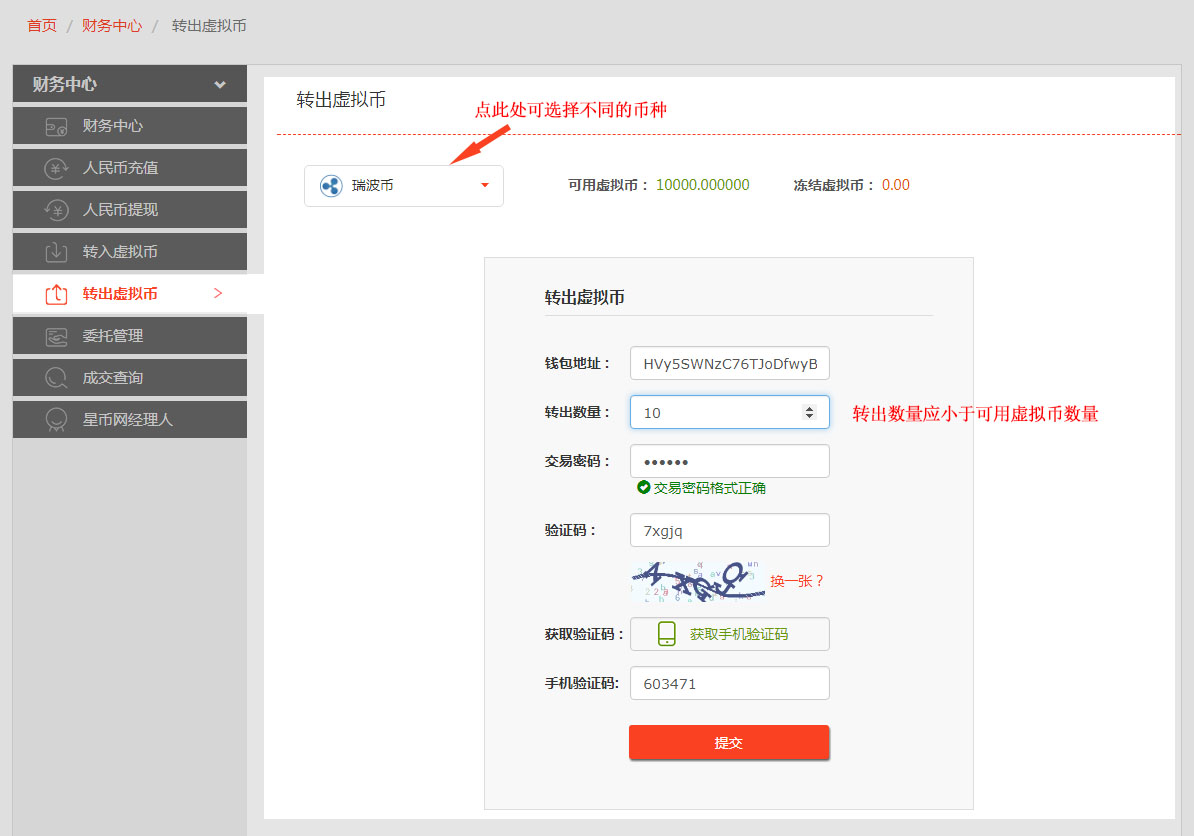 首页 / 财务中心 / 转出虚拟币
财务中心
财务中心
人民币充值
人民币提现
转入虚拟币
转出虚拟币 >
委托管理
成交查询
星币网经理人
转出虚拟币
点此处可选择不同的币种
瑞波币
可用虚拟币： 10000.000000
冻结虚拟币： 0.00
转出虚拟币
钱包地址： HVy5SWNzC76TJoDfwyB
转出数量： 10
转出数量应小于可用虚拟币数量
交易密码： ••••••
交易密码格式正确
验证码： 7xgjq
换一张？
获取验证码： 获取手机验证码
手机验证码: 603471
提交